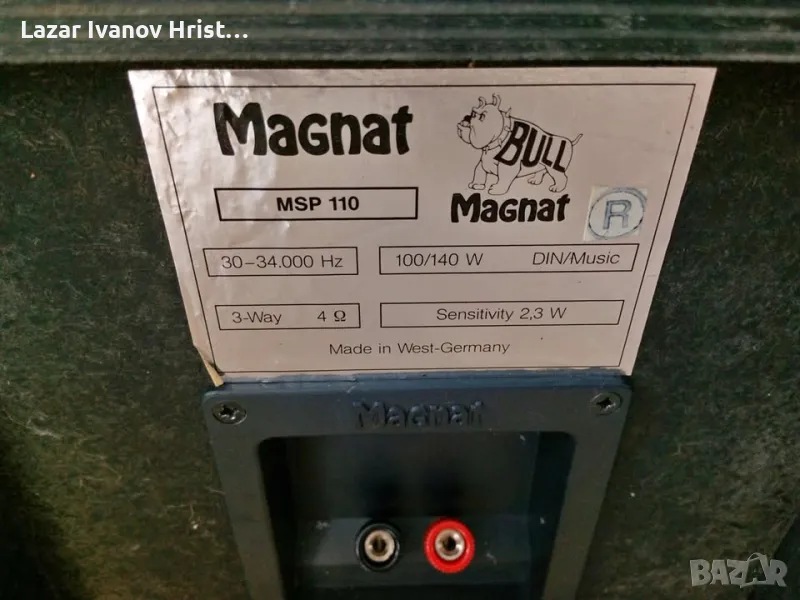 Lazar Ivanov Hrist...
Magnat
BULL
Magnat
MSP 110
R
30-34.000 Hz
100/140 W DIN/Music
3-Way 4 Ω
Sensitivity 2,3 W
Made in West-Germany
Magnat
BAZAR